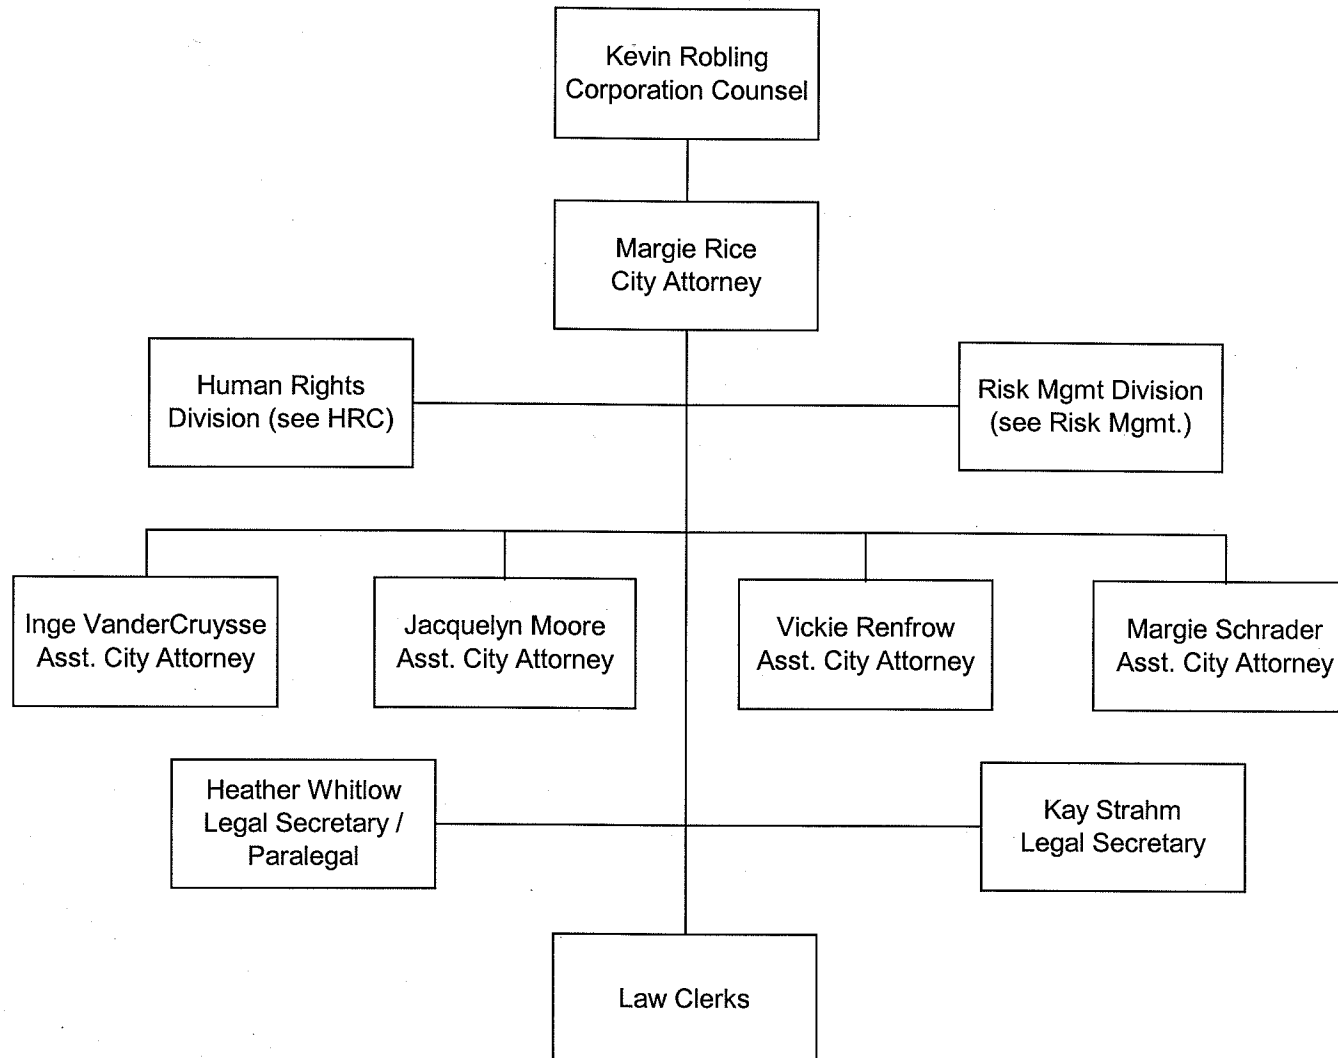 Kevin Robling
Corporation Counsel
Margie Rice
City Attorney
Human Rights
Division (see HRC)
Risk Mgmt Division
(see Risk Mgmt.)
Inge VanderCruysse
Asst. City Attorney
Jacquelyn Moore
Asst. City Attorney
Vickie Renfrow
Asst. City Attorney
Margie Schrader
Asst. City Attorney
Heather Whitlow
Legal Secretary /
Paralegal
Kay Strahm
Legal Secretary
Law Clerks